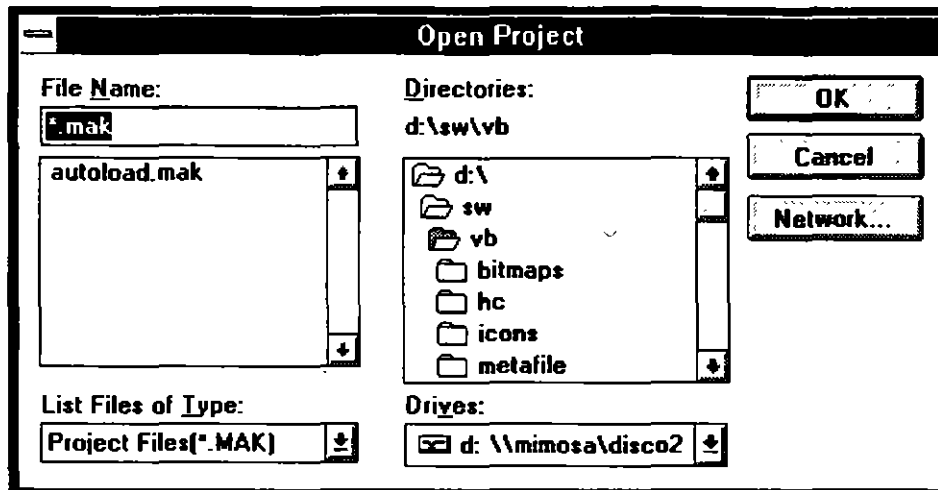 Open Project
File Name:
*.mak
autoload.mak
List Files of Type:
Project Files(*.MAK)
Directories:
d:\sw\vb
d:\
sw
vb
bitmaps
hc
icons
metafile
Drives:
d: \\mimosa\disco2
OK
Cancel
Network...